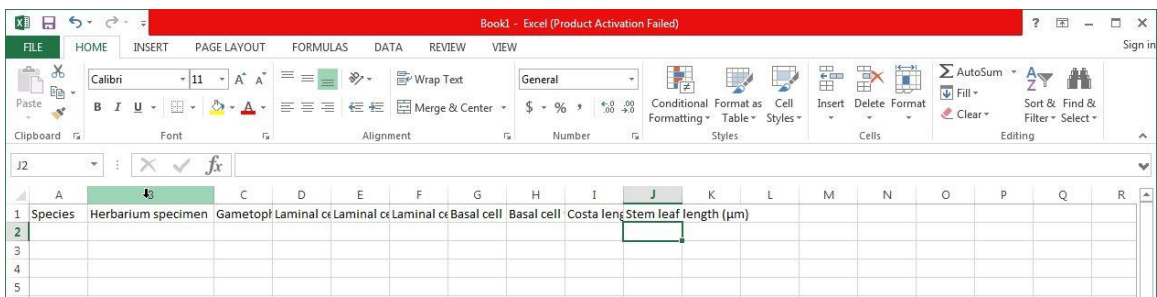 Book1 - Excel (Product Activation Failed)
FILE HOME INSERT PAGE LAYOUT FORMULAS DATA REVIEW VIEW Sign in
Calibri 11 A A Wrap Text General AutoSum
Paste B I U A Merge & Center $ % , .00 .0 Conditional Formatting Format as Table Cell Styles Insert Delete Format Fill Clear Sort & Filter Find & Select
Clipboard Font Alignment Number Styles Cells Editing
J2 fx
A B C D E F G H I J K L M N O P Q R
1 Species Herbarium specimen Gametoph Laminal ce Laminal ce Laminal ce Basal cell Basal cell Costa leng Stem leaf length (µm)
2
3
4
5